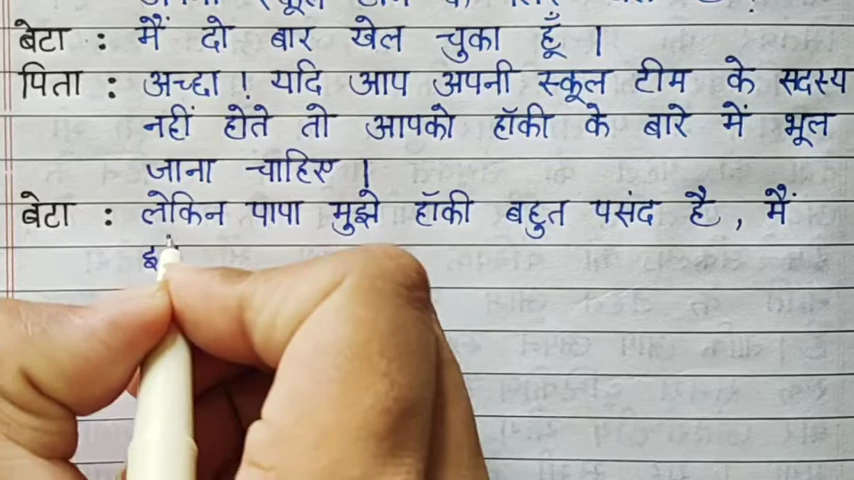 बेटा : मैं दो बार खेल चुका हूँ ।
पिता : अच्छा ! यदि आप अपनी स्कूल टीम के सदस्य
नहीं होते तो आपको हॉकी के बारे में भूल
जाना चाहिए ।
बेटा : लेकिन पापा मुझे हॉकी बहुत पसंद है , मैं
इ